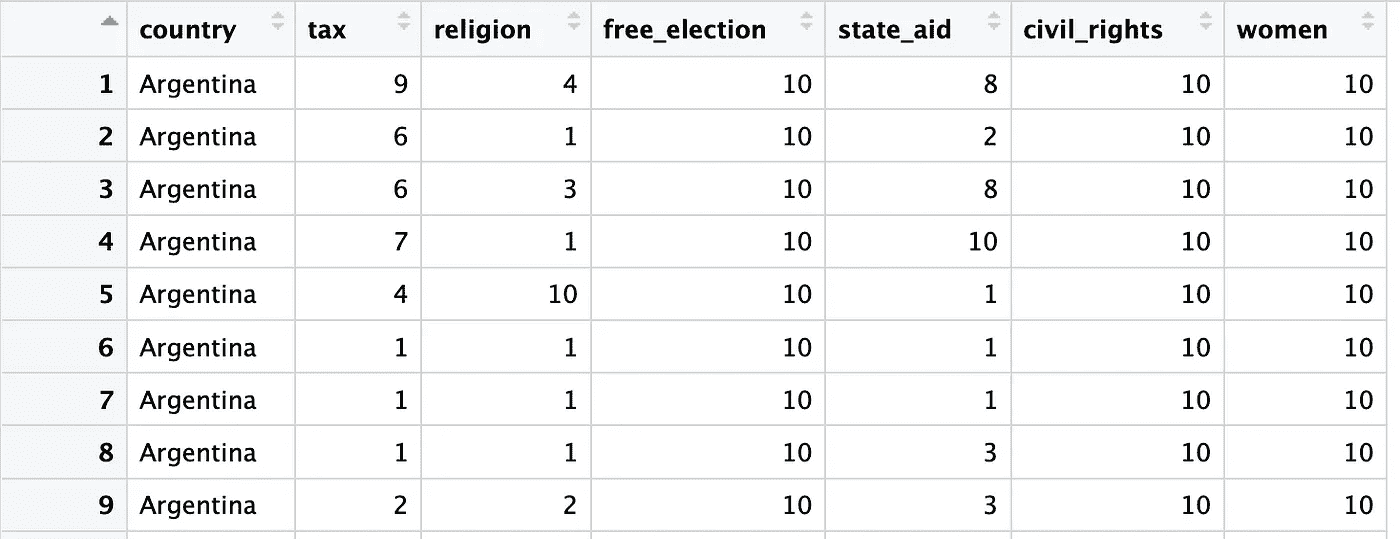 country tax religion free_election state_aid civil_rights women
1 Argentina 9 4 10 8 10 10
2 Argentina 6 1 10 2 10 10
3 Argentina 6 3 10 8 10 10
4 Argentina 7 1 10 10 10 10
5 Argentina 4 10 10 1 10 10
6 Argentina 1 1 10 1 10 10
7 Argentina 1 1 10 1 10 10
8 Argentina 1 1 10 3 10 10
9 Argentina 2 2 10 3 10 10